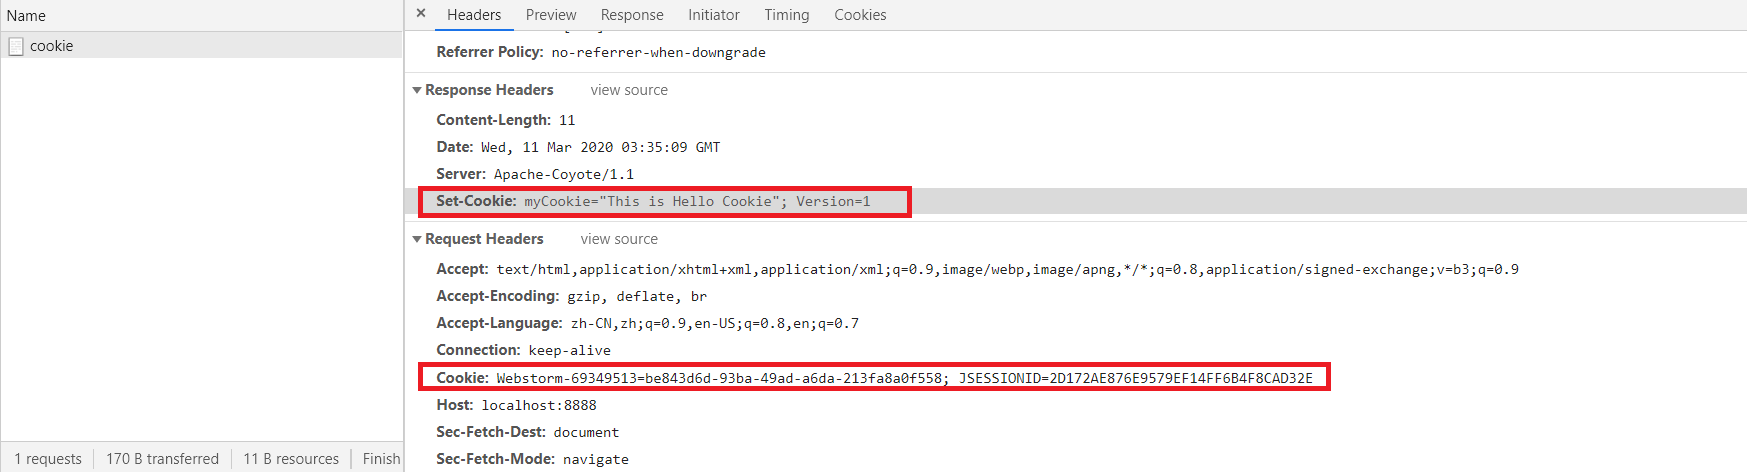 Name
cookie
1 requests 170 B transferred 11 B resources Finish
× Headers Preview Response Initiator Timing Cookies
Referrer Policy: no-referrer-when-downgrade
Response Headers view source
Content-Length: 11
Date: Wed, 11 Mar 2020 03:35:09 GMT
Server: Apache-Coyote/1.1
Set-Cookie: myCookie="This is Hello Cookie"; Version=1
Request Headers view source
Accept: text/html,application/xhtml+xml,application/xml;q=0.9,image/webp,image/apng,*/*;q=0.8,application/signed-exchange;v=b3;q=0.9
Accept-Encoding: gzip, deflate, br
Accept-Language: zh-CN,zh;q=0.9,en-US;q=0.8,en;q=0.7
Connection: keep-alive
Cookie: Webstorm-69349513=be843d6d-93ba-49ad-a6da-213fa8a0f558; JSESSIONID=2D172AE876E9579EF14FF6B4F8CAD32E
Host: localhost:8888
Sec-Fetch-Dest: document
Sec-Fetch-Mode: navigate